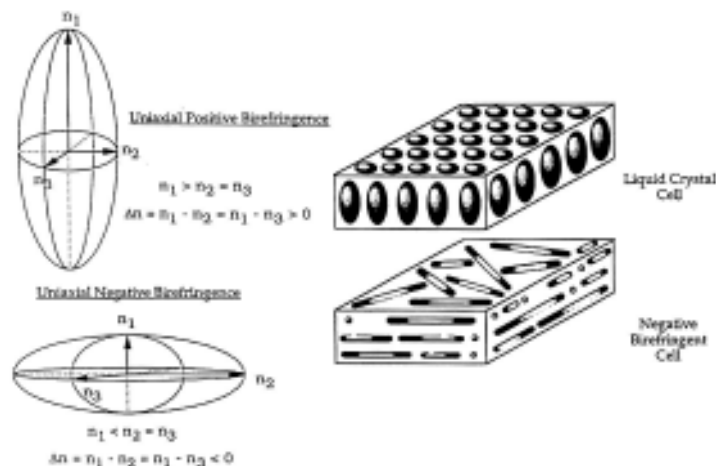 n₁
Uniaxial Positive Birefringence
n₂
n₃
n₁ > n₂ = n₃
Δn = n₁ - n₂ = n₁ - n₃ > 0
Liquid Crystal
Cell
Uniaxial Negative Birefringence
n₁
n₂
n₃
n₁ < n₂ = n₃
Δn = n₁ - n₂ = n₁ - n₃ < 0
Negative
Birefringent
Cell